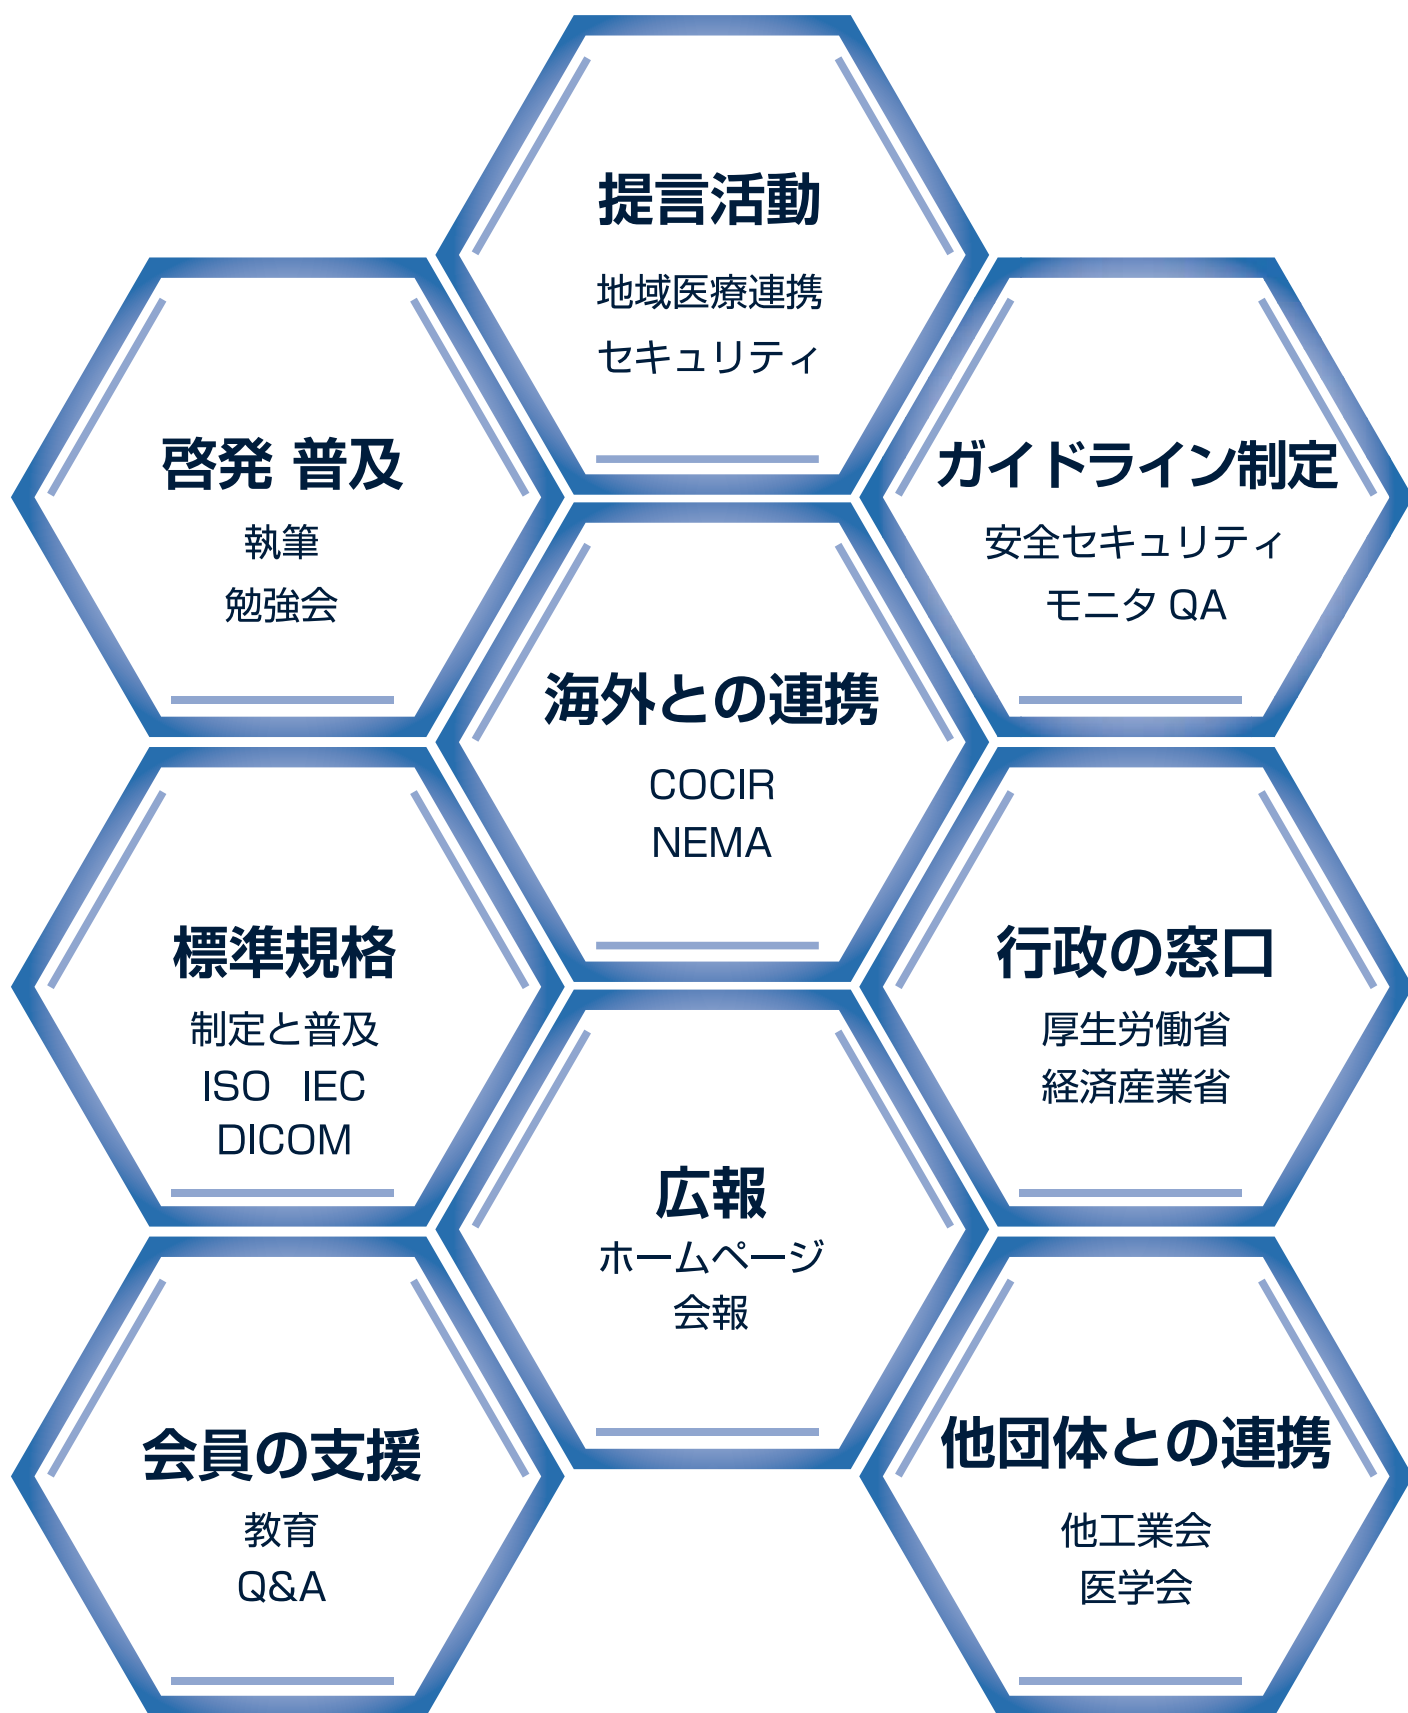 提言活動
地域医療連携
セキュリティ
啓発 普及
執筆
勉強会
ガイドライン制定
安全セキュリティ
モニタ QA
海外との連携
COCIR
NEMA
標準規格
制定と普及
ISO IEC
DICOM
行政の窓口
厚生労働省
経済産業省
広報
ホームページ
会報
会員の支援
教育
Q&A
他団体との連携
他工業会
医学会